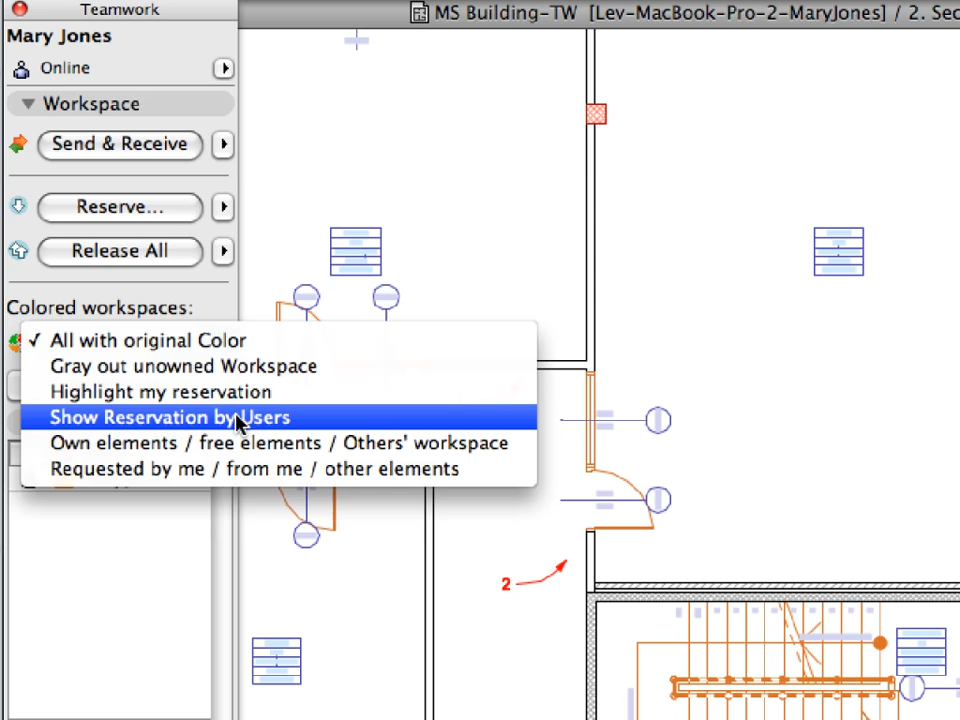 Teamwork
MS Building-TW [Lev-MacBook-Pro-2-MaryJones] / 2. Sec
Mary Jones
Online
Workspace
Send & Receive
Reserve...
Release All
Colored workspaces:
✓ All with original Color
Gray out unowned Workspace
Highlight my reservation
Show Reservation by Users
Own elements / free elements / Others' workspace
Requested by me / from me / other elements
2